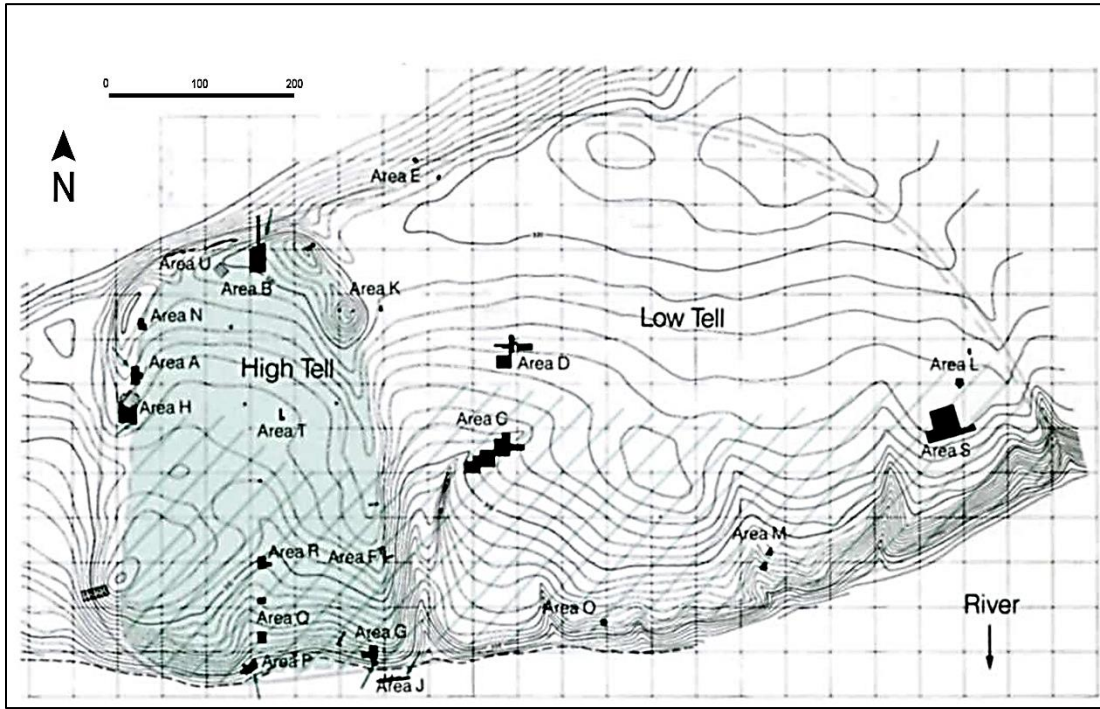 0 100 200
N
Area E
Area U
Area B
Area K
Area N
High Tell
Low Tell
Area A
Area D
Area L
Area H
Area T
Area C
Area S
Area R
Area F
Area M
Area Q
Area O
River
Area G
Area P
Area J